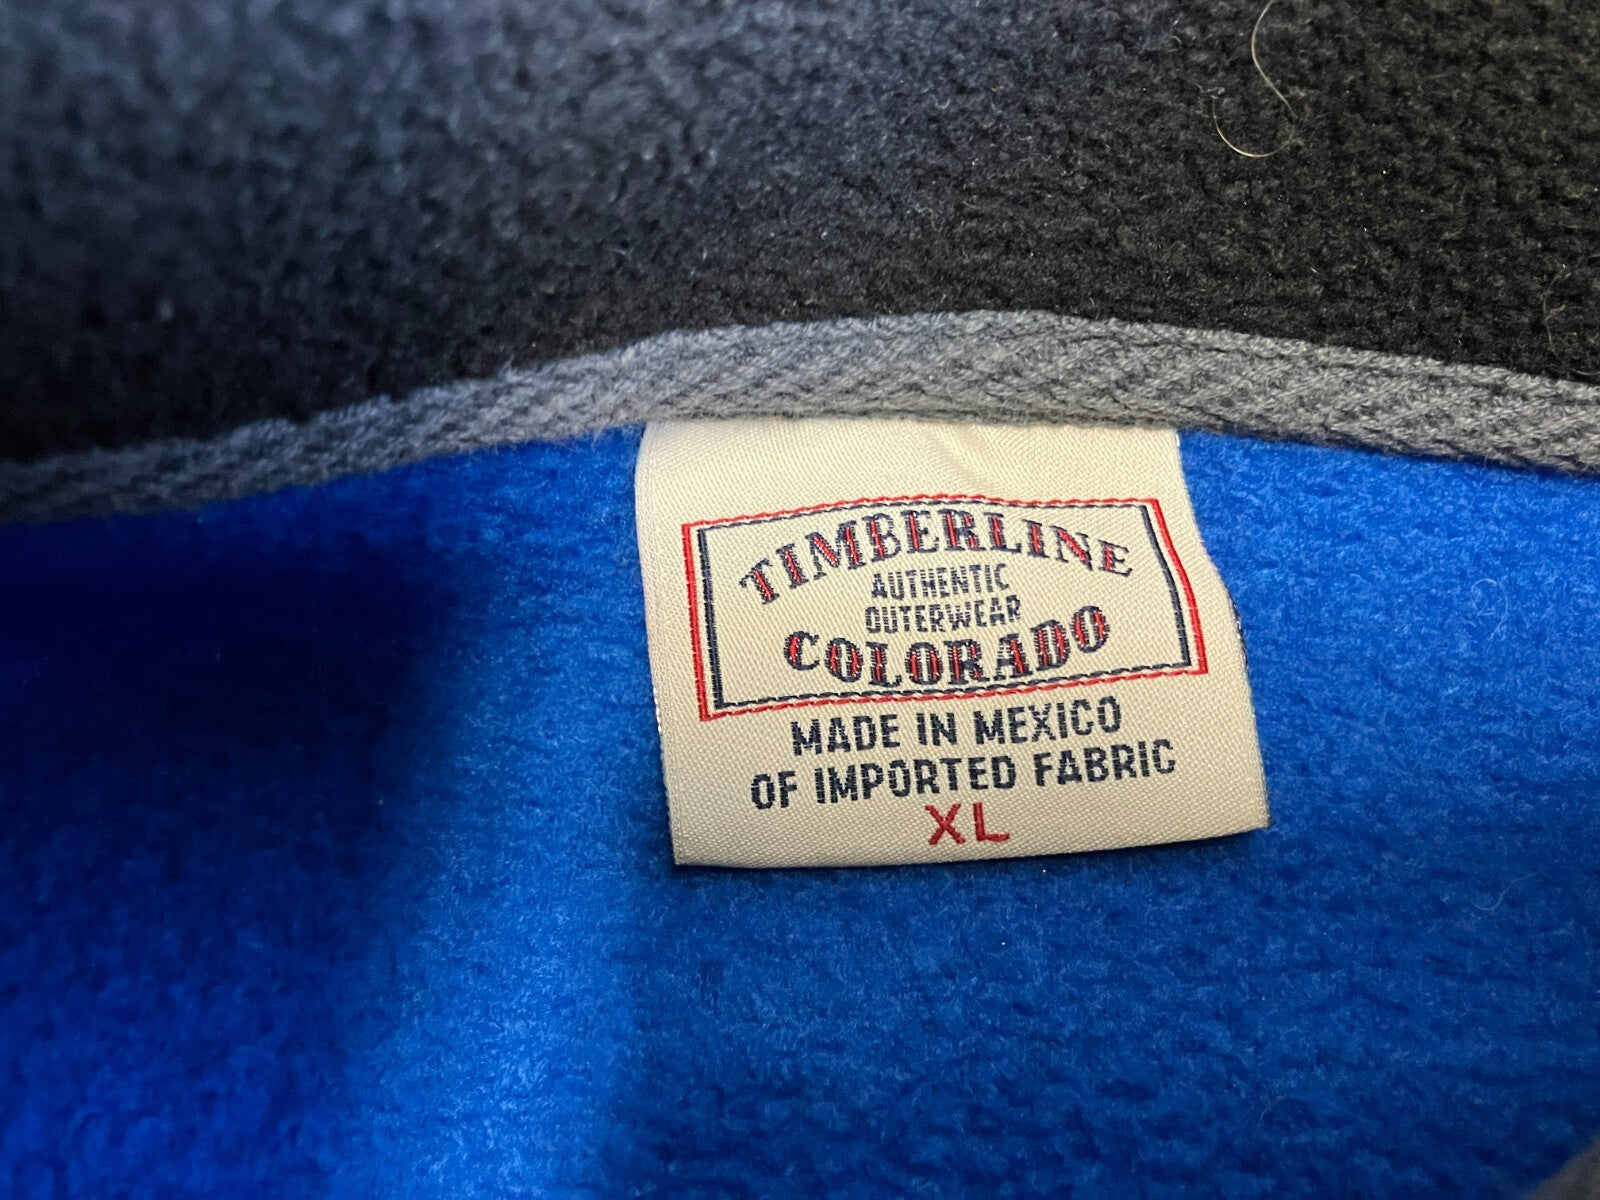 TIMBERLINE
AUTHENTIC
OUTERWEAR
COLORADO
MADE IN MEXICO
OF IMPORTED FABRIC
XL